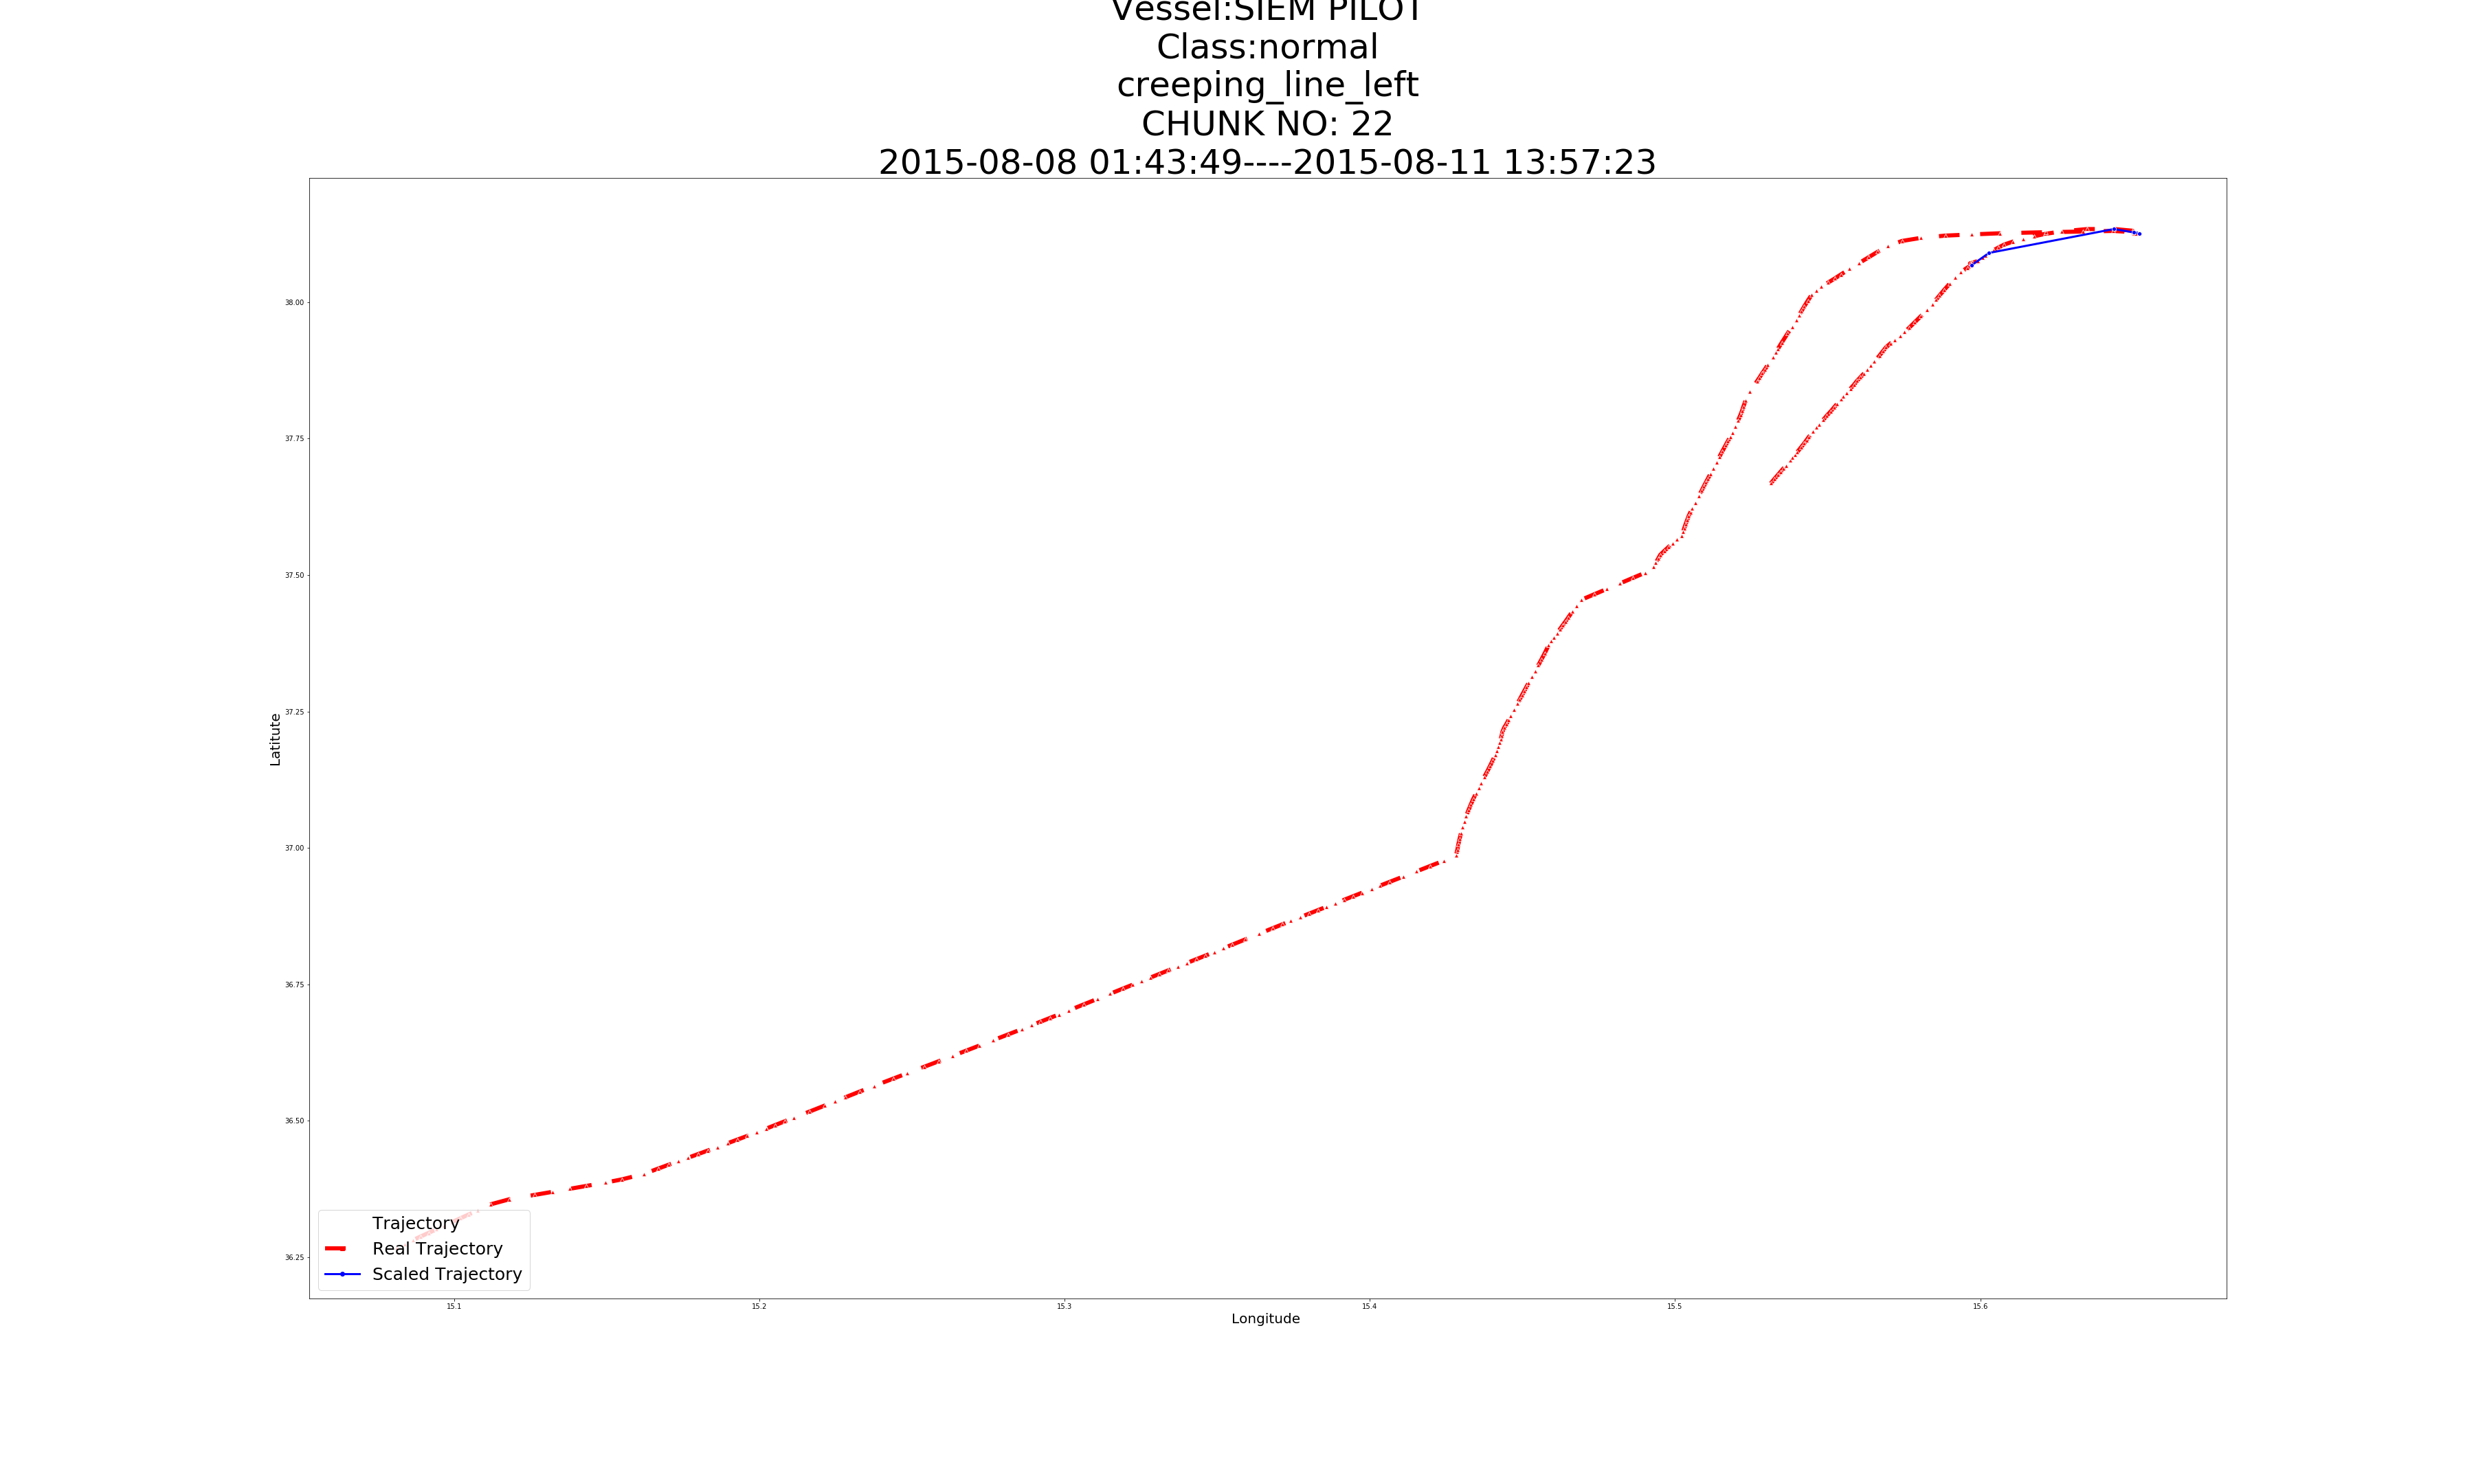 Vessel:SIEM PILOT
Class:normal
creeping_line_left
CHUNK NO: 22
2015-08-08 01:43:49----2015-08-11 13:57:23
38.00
37.75
37.50
37.25
37.00
36.75
36.50
36.25
Latitute
Trajectory
Real Trajectory
Scaled Trajectory
15.1 15.2 15.3 15.4 15.5 15.6
Longitude